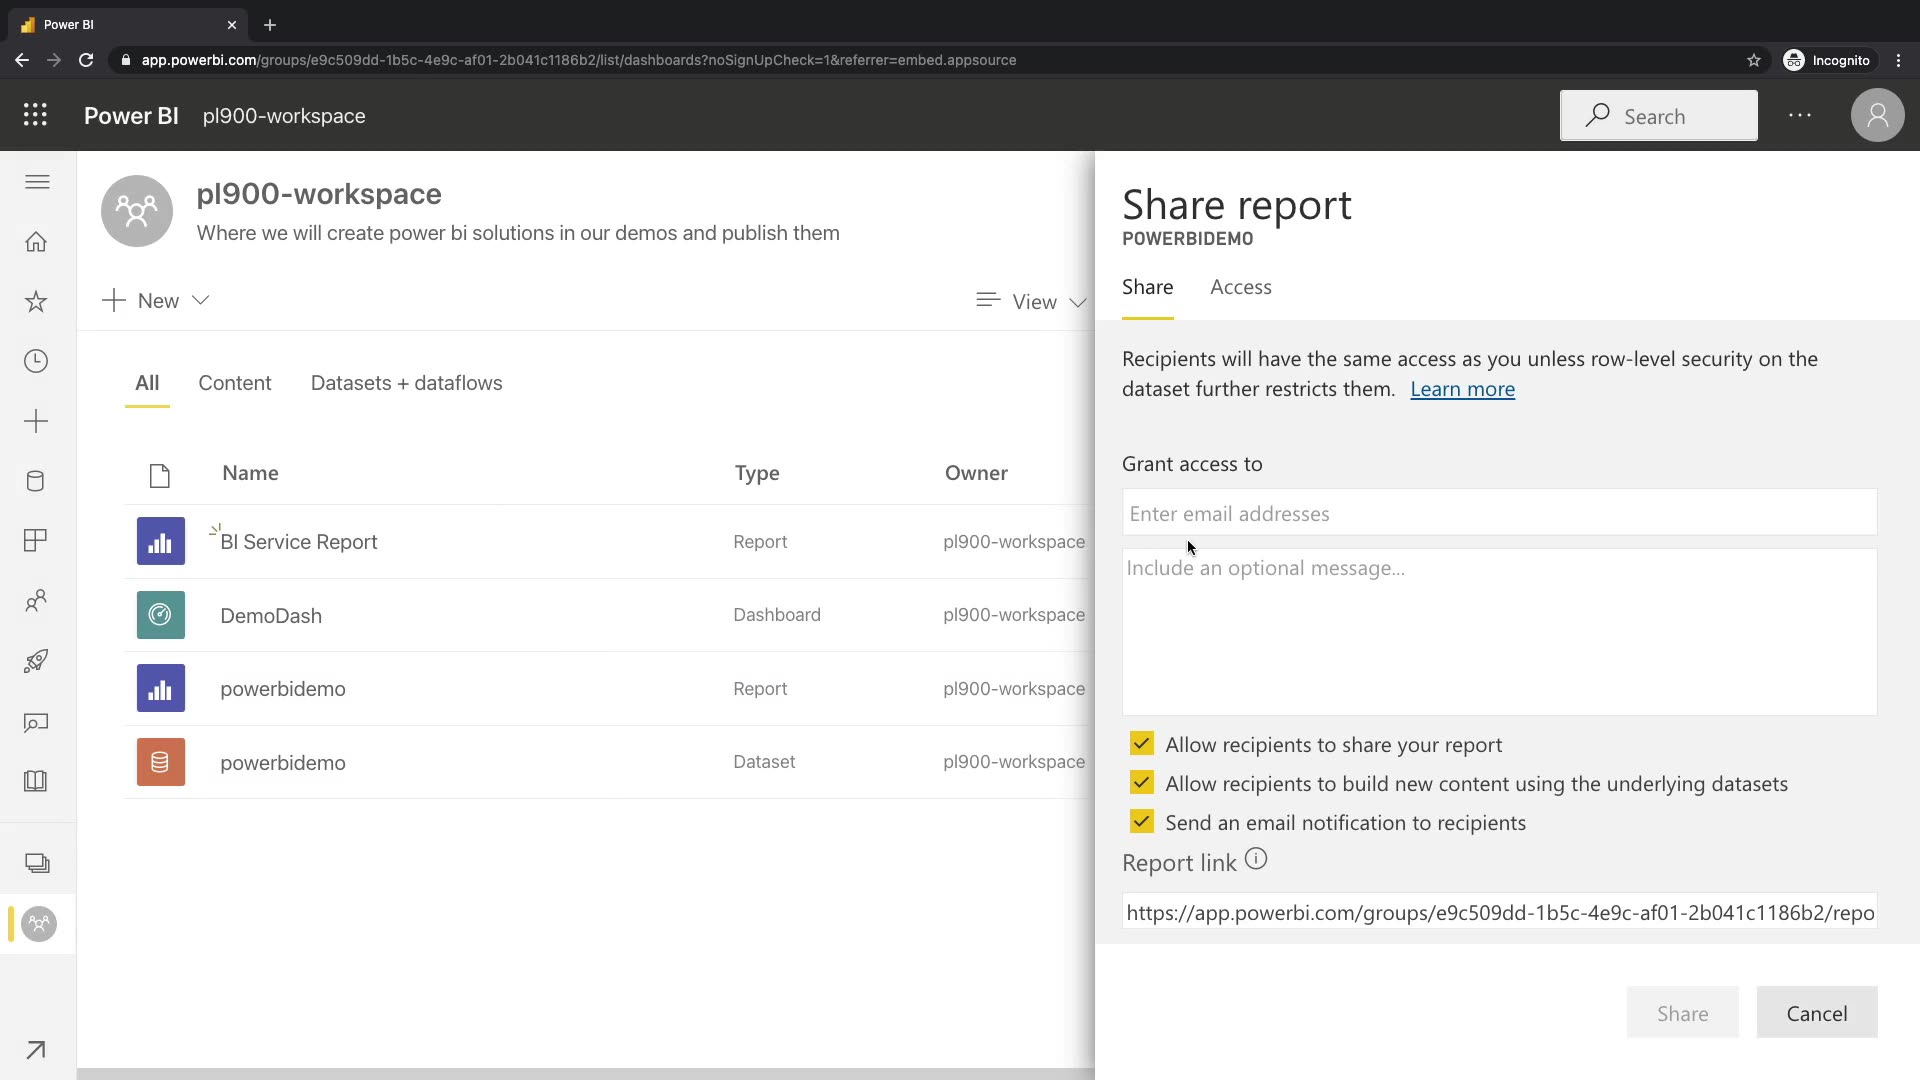 Power BI
app.powerbi.com/groups/e9c509dd-1b5c-4e9c-af01-2b041c1186b2/list/dashboards?noSignUpCheck=1&referrer=embed.appsource
Incognito
Power BI pl900-workspace
Search
pl900-workspace
Where we will create power bi solutions in our demos and publish them
New
View
All Content Datasets + dataflows
Name Type Owner
BI Service Report Report pl900-workspace
DemoDash Dashboard pl900-workspace
powerbidemo Report pl900-workspace
powerbidemo Dataset pl900-workspace
Share report
POWERBIDEMO
Share Access
Recipients will have the same access as you unless row-level security on the
dataset further restricts them. Learn more
Grant access to
Enter email addresses
Include an optional message...
Allow recipients to share your report
Allow recipients to build new content using the underlying datasets
Send an email notification to recipients
Report link
https://app.powerbi.com/groups/e9c509dd-1b5c-4e9c-af01-2b041c1186b2/repo
Share Cancel